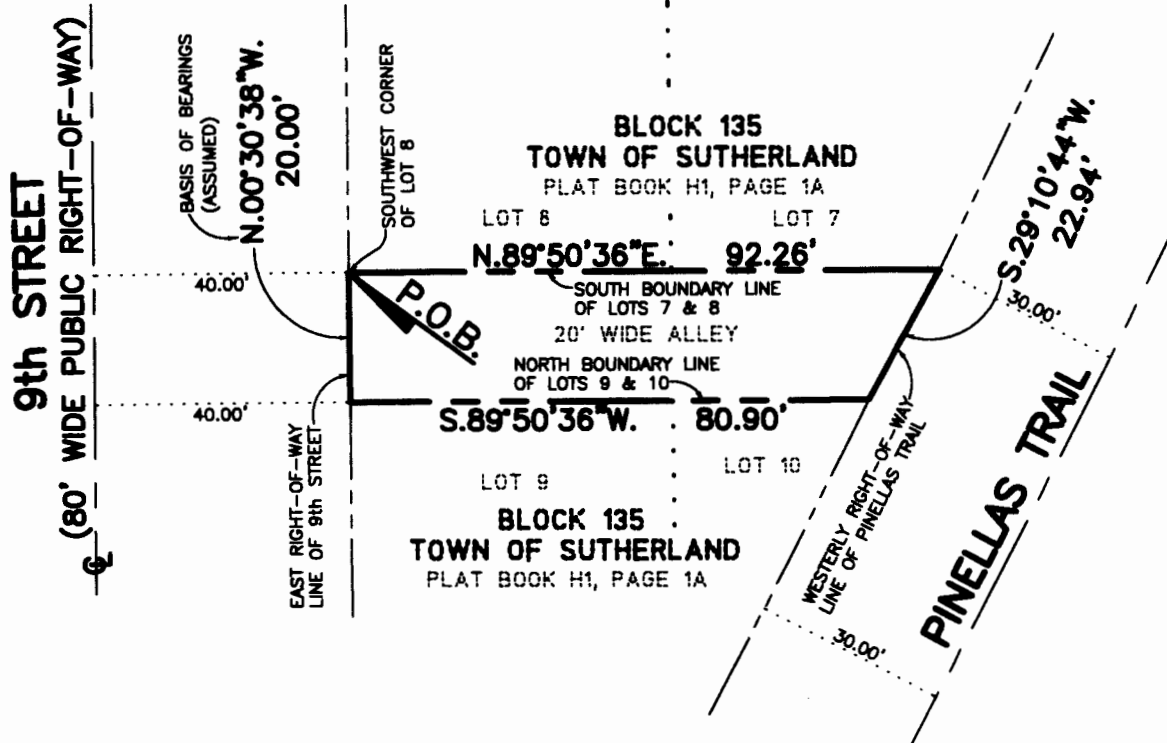 9th STREET
(80' WIDE PUBLIC RIGHT-OF-WAY)
℄
BASIS OF BEARINGS
(ASSUMED)
N.00°30'38"W.
20.00'
SOUTHWEST CORNER
OF LOT 8
BLOCK 135
TOWN OF SUTHERLAND
PLAT BOOK H1, PAGE 1A
LOT 8
LOT 7
N.89°50'36"E. 92.26'
S.29°10'44"W.
22.94'
40.00'
SOUTH BOUNDARY LINE
OF LOTS 7 & 8
P.O.B.
20' WIDE ALLEY
NORTH BOUNDARY LINE
OF LOTS 9 & 10
30.00'
40.00'
S.89°50'36"W. 80.90'
EAST RIGHT-OF-WAY
LINE OF 9th STREET
LOT 9
LOT 10
BLOCK 135
TOWN OF SUTHERLAND
PLAT BOOK H1, PAGE 1A
WESTERLY RIGHT-OF-WAY
LINE OF PINELLAS TRAIL
PINELLAS TRAIL
30.00'